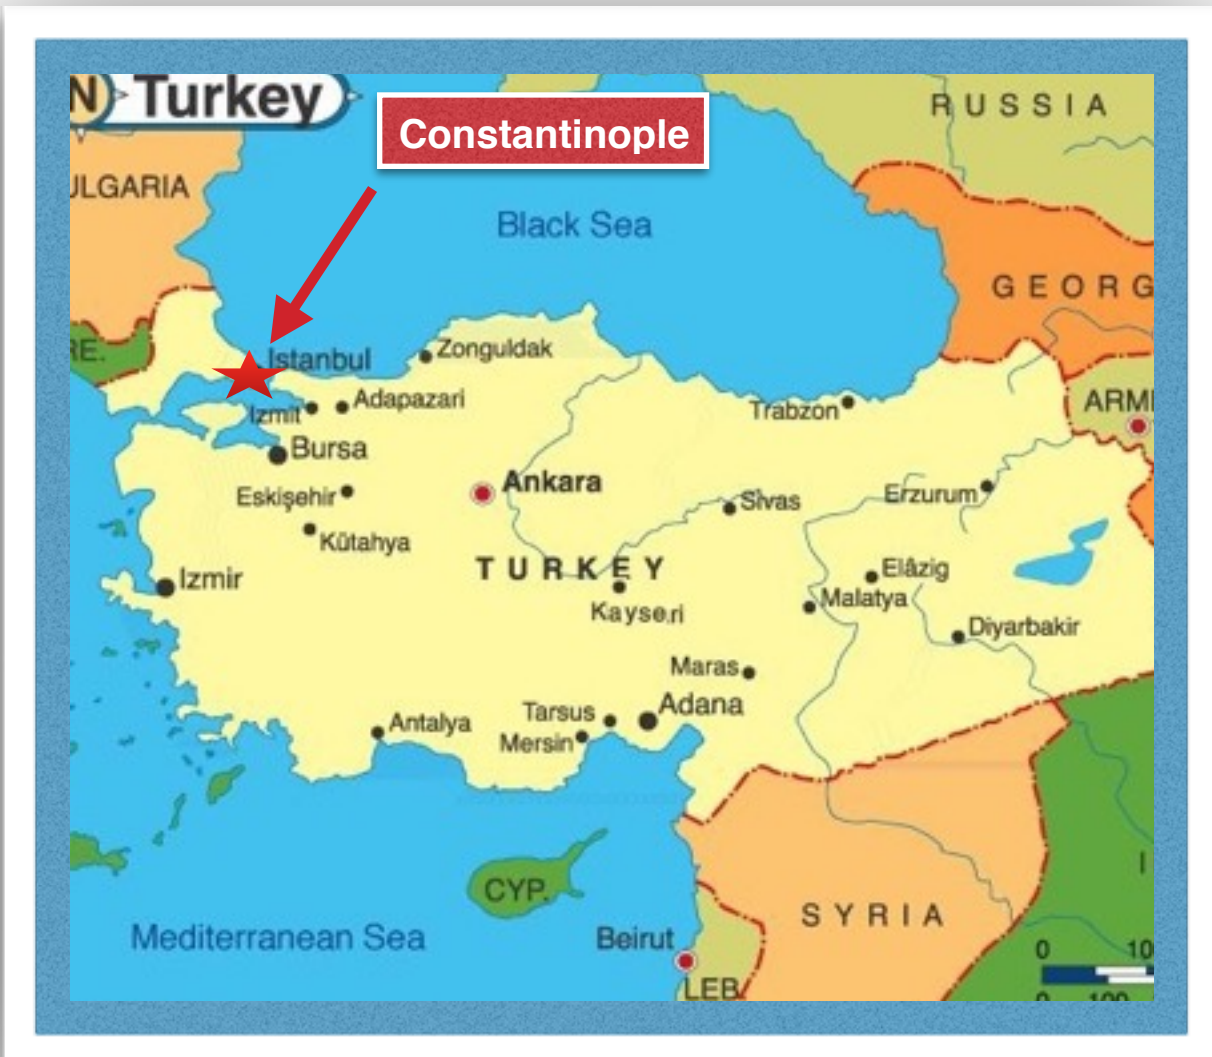 N
Turkey
Constantinople
RUSSIA
ULGARIA
Black Sea
GEORG
RE.
Istanbul
Zonguldak
Izmit
Adapazari
Trabzon
ARM
Bursa
Ankara
Eskişehir
Sivas
Erzurum
Kütahya
TURKEY
Izmir
Elâzig
Kayseri
Malatya
Diyarbakir
Maras
Adana
Tarsus
Antalya
Mersin
I
CYP.
SYRIA
Mediterranean Sea
Beirut
0 10
LEB.
0 100